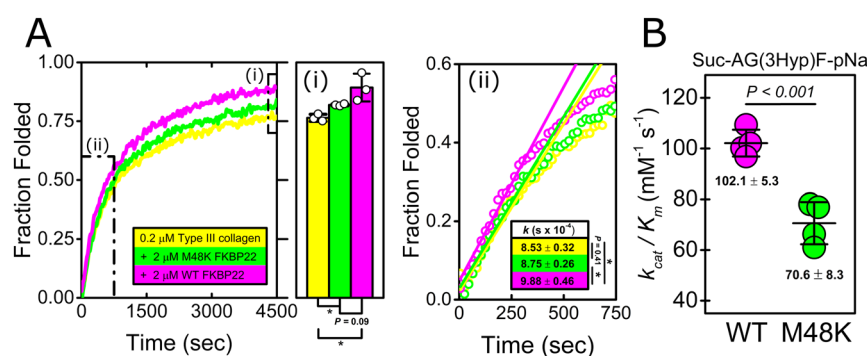 A
B
(i)
(ii)
1.00
0.75
0.50
0.25
0.00
Fraction Folded
0 1500 3000 4500
Time (sec)
(i)
(ii)
0.2 μM Type III collagen
+ 2 μM M48K FKBP22
+ 2 μM WT FKBP22
*
P = 0.09
*
(ii)
0.6
0.4
0.2
0.0
Fraction Folded
0 250 500 750
Time (sec)
k (s x 10-4)
8.53 ± 0.32
8.75 ± 0.26
9.88 ± 0.46
P = 0.41
*
*
Suc-AG(3Hyp)F-pNa
P < 0.001
120
100
80
60
40
kcat / Km (mM-1 s-1)
102.1 ± 5.3
70.6 ± 8.3
WT M48K